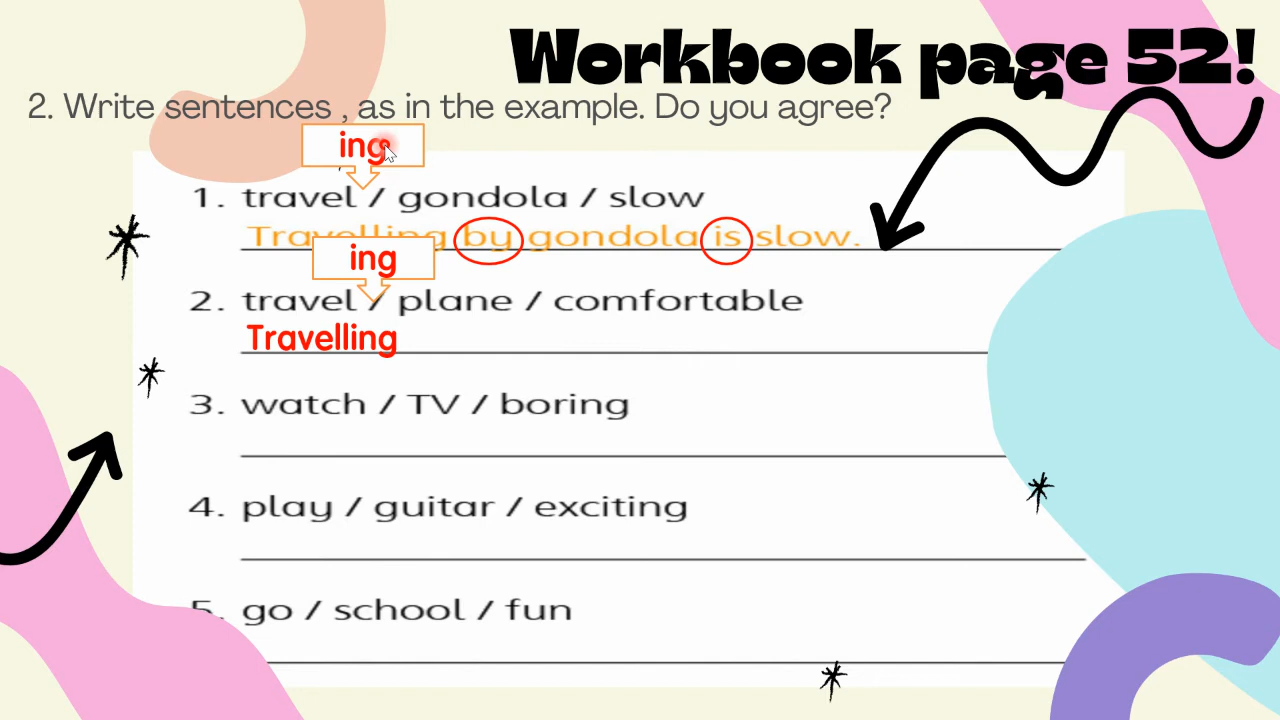 Workbook page 52!
2. Write sentences , as in the example. Do you agree?
ing
1. travel / gondola / slow
Travelling by gondola is slow.
ing
2. travel / plane / comfortable
Travelling
3. watch / TV / boring
4. play / guitar / exciting
5. go / school / fun